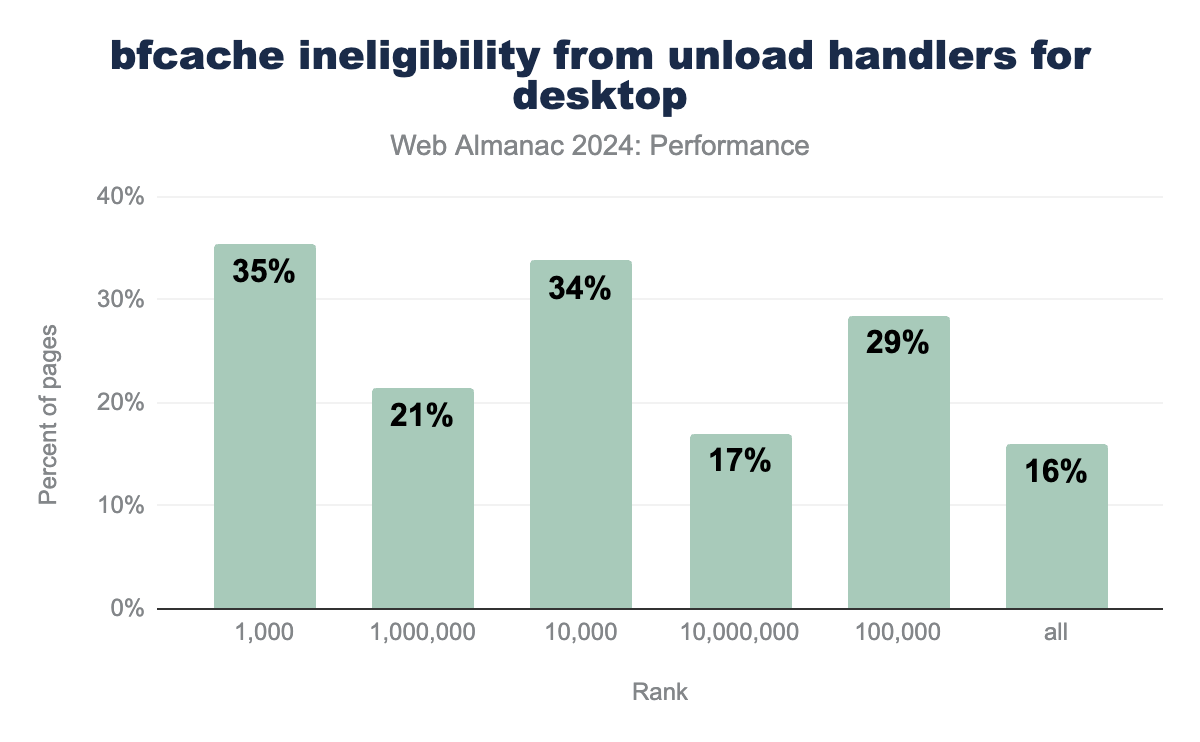 bfcache ineligibility from unload handlers for
desktop
Web Almanac 2024: Performance
Percent of pages
40%
30%
20%
10%
0%
35%
21%
34%
17%
29%
16%
1,000
1,000,000
10,000
10,000,000
100,000
all
Rank